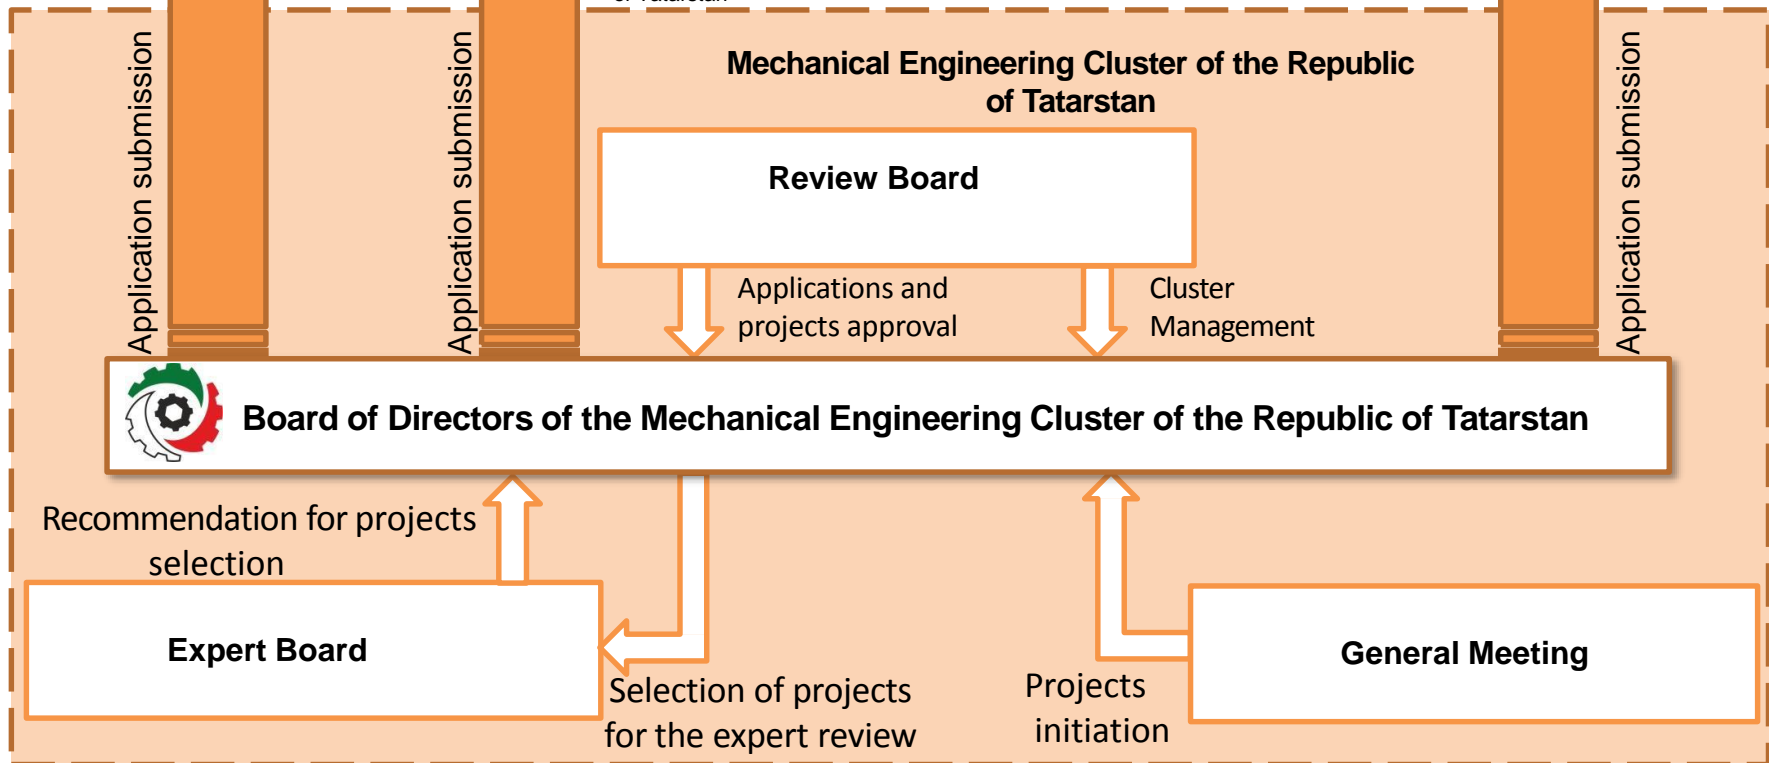 of Tatarstan
Mechanical Engineering Cluster of the Republic
of Tatarstan
Application submission
Application submission
Application submission
Review Board
Applications and
projects approval
Cluster
Management
Board of Directors of the Mechanical Engineering Cluster of the Republic of Tatarstan
Recommendation for projects
selection
Expert Board
Selection of projects
for the expert review
Projects
initiation
General Meeting